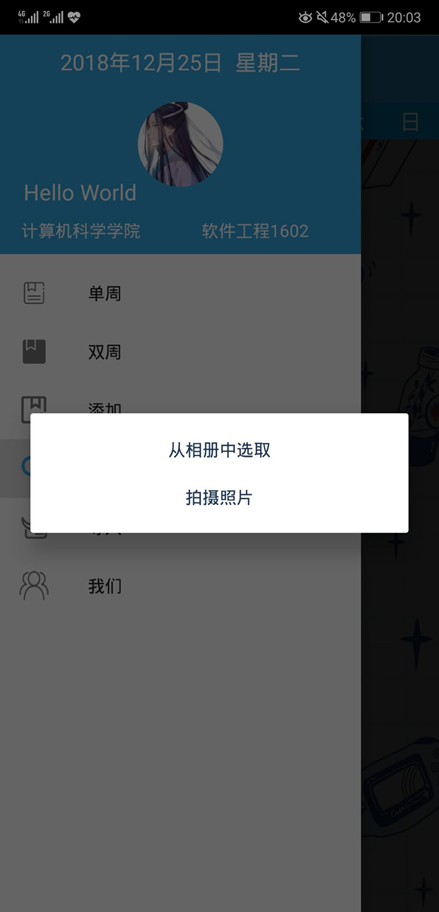 4G 2G 48% 20:03
2018年12月25日 星期二
日
Hello World
计算机科学学院 软件工程1602
单周
双周
添加
从相册中选取
拍摄照片
我们